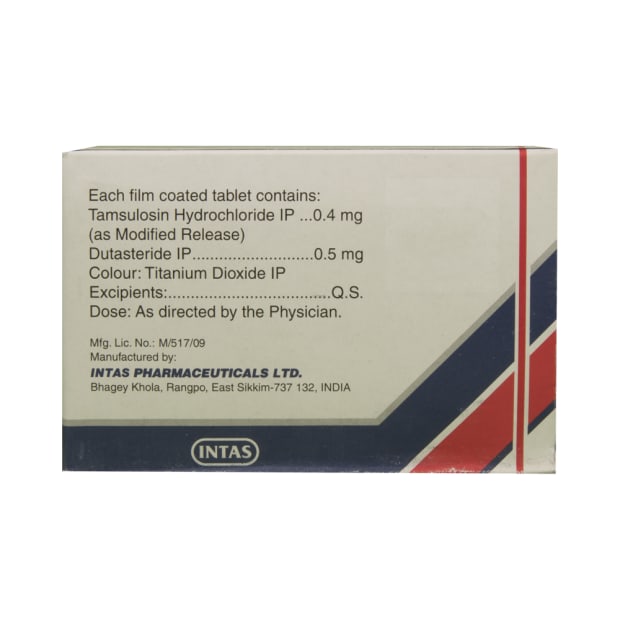 Each film coated tablet contains:
Tamsulosin Hydrochloride IP ...0.4 mg
(as Modified Release)
Dutasteride IP...........................0.5 mg
Colour: Titanium Dioxide IP
Excipients:.....................................Q.S.
Dose: As directed by the Physician.
Mfg. Lic. No.: M/517/09
Manufactured by:
INTAS PHARMACEUTICALS LTD.
Bhagey Khola, Rangpo, East Sikkim-737 132, INDIA
INTAS